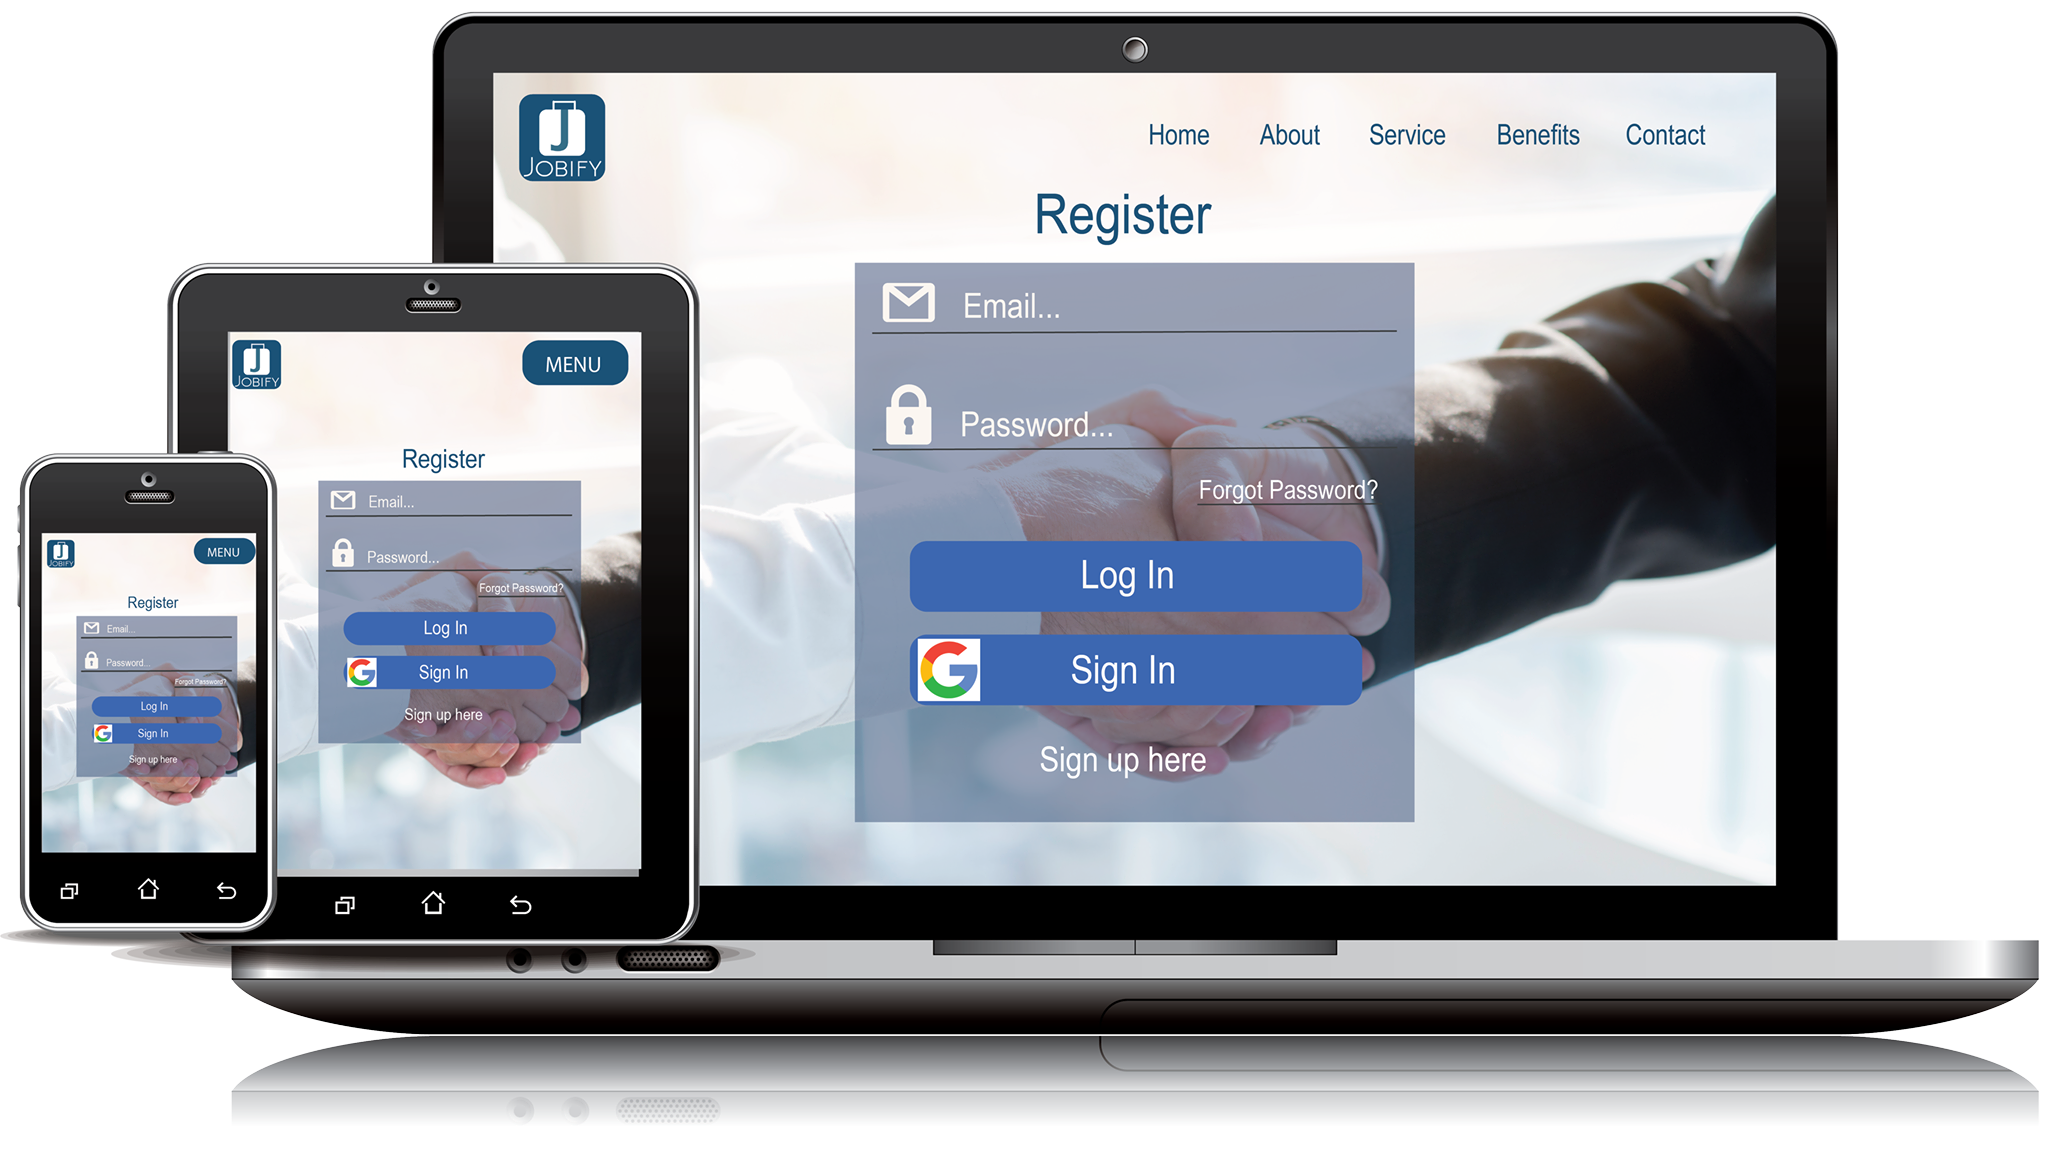 J
JOBIFY
Home About Service Benefits Contact
Register
Email...
Password...
Forgot Password?
Log In
G Sign In
Sign up here
J
JOBIFY
MENU
Register
Email...
Password...
Forgot Password?
Log In
G Sign In
Sign up here
J
JOBIFY
MENU
Register
Email...
Password...
Forgot Password?
Log In
G Sign In
Sign up here